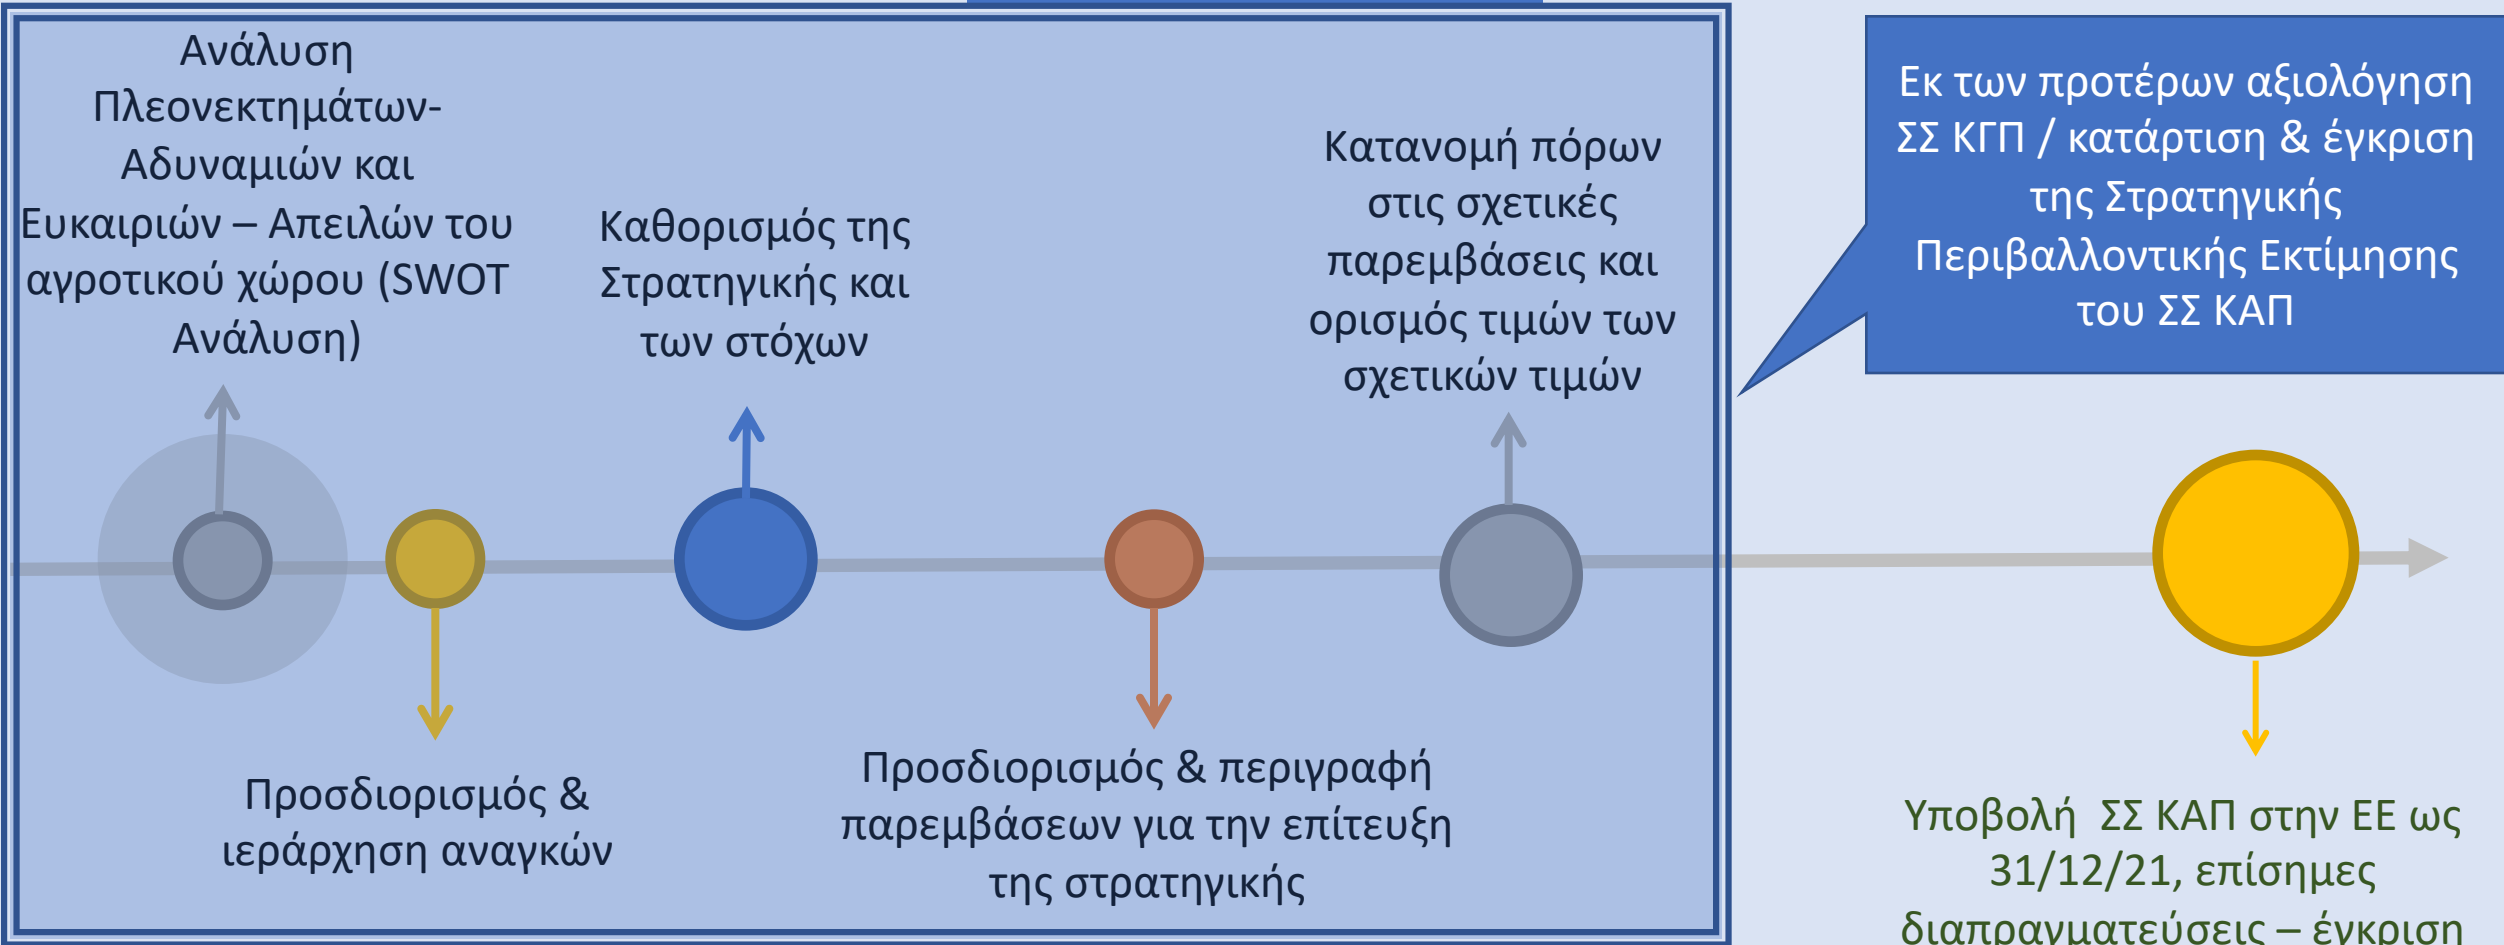 Ανάλυση
Πλεονεκτημάτων-
Αδυναμιών και
Ευκαιριών – Απειλών του
αγροτικού χώρου (SWOT
Ανάλυση)
Προσδιορισμός &
ιεράρχηση αναγκών
Καθορισμός της
Στρατηγικής και
των στόχων
Προσδιορισμός & περιγραφή
παρεμβάσεων για την επίτευξη
της στρατηγικής
Κατανομή πόρων
στις σχετικές
παρεμβάσεις και
ορισμός τιμών των
σχετικών τιμών
Εκ των προτέρων αξιολόγηση
ΣΣ ΚΓΠ / κατάρτιση & έγκριση
της Στρατηγικής
Περιβαλλοντικής Εκτίμησης
του ΣΣ ΚΑΠ
Υποβολή ΣΣ ΚΑΠ στην ΕΕ ως
31/12/21, επίσημες
διαπραγματεύσεις – έγκριση